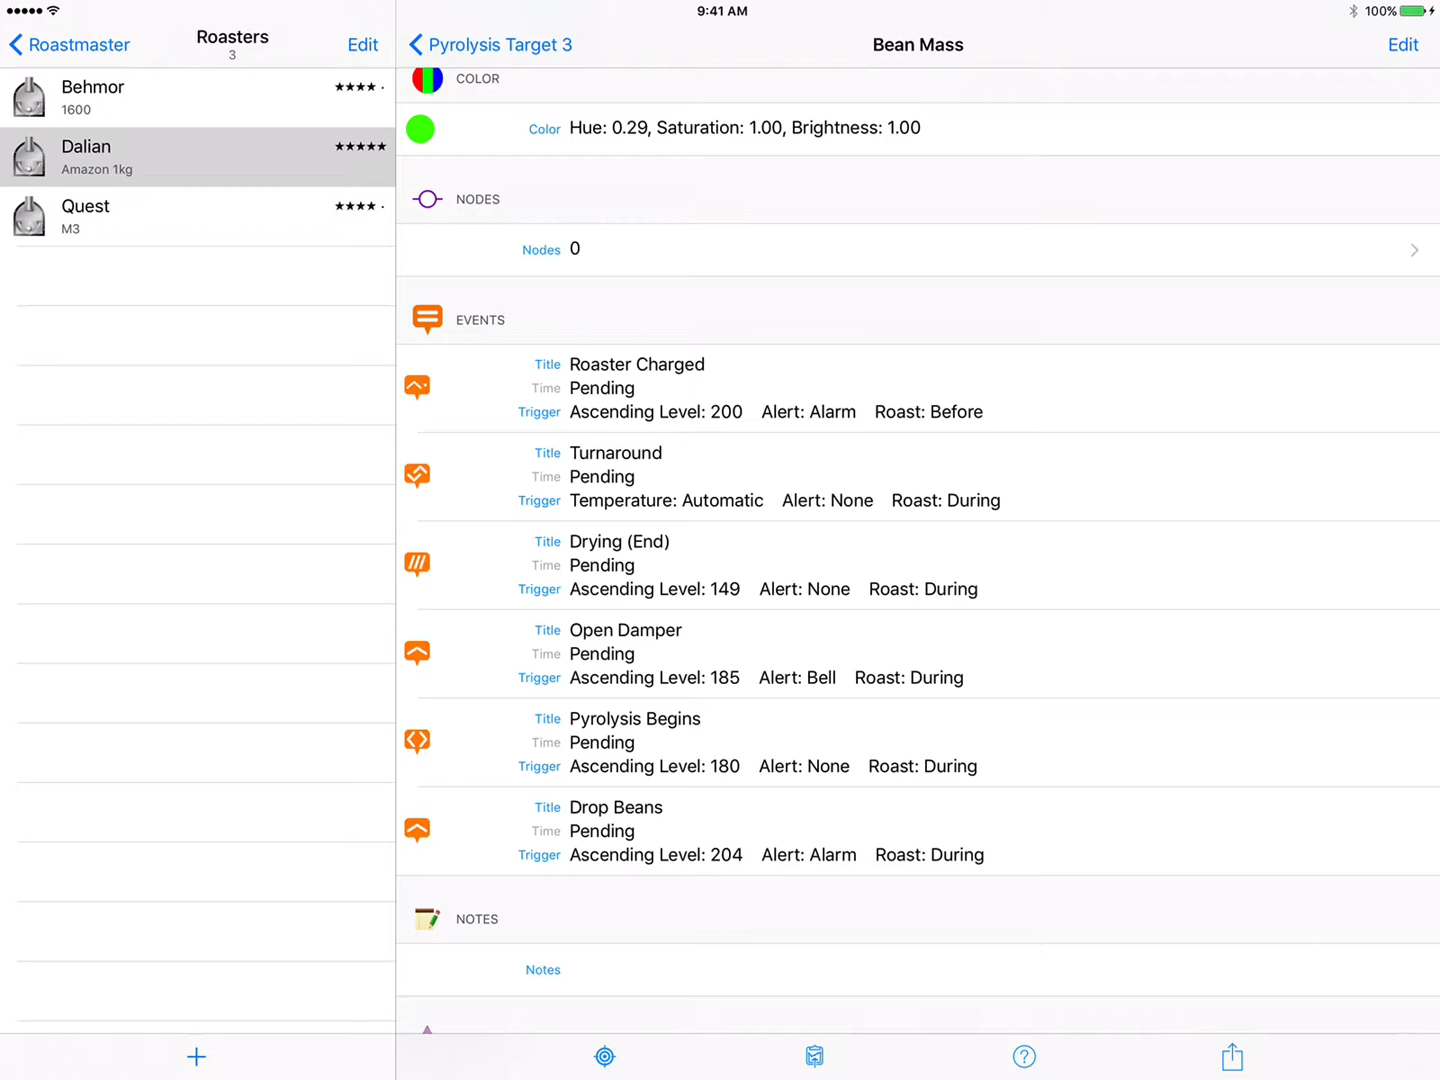 9:41 AM
100%
Roastmaster
Roasters
3
Edit
Pyrolysis Target 3
Bean Mass
Edit
Behmor
1600
★★★★ ·
Dalian
Amazon 1kg
★★★★★
Quest
M3
★★★★ ·
COLOR
Color Hue: 0.29, Saturation: 1.00, Brightness: 1.00
NODES
Nodes 0
EVENTS
Title Roaster Charged
Time Pending
Trigger Ascending Level: 200 Alert: Alarm Roast: Before
Title Turnaround
Time Pending
Trigger Temperature: Automatic Alert: None Roast: During
Title Drying (End)
Time Pending
Trigger Ascending Level: 149 Alert: None Roast: During
Title Open Damper
Time Pending
Trigger Ascending Level: 185 Alert: Bell Roast: During
Title Pyrolysis Begins
Time Pending
Trigger Ascending Level: 180 Alert: None Roast: During
Title Drop Beans
Time Pending
Trigger Ascending Level: 204 Alert: Alarm Roast: During
NOTES
Notes